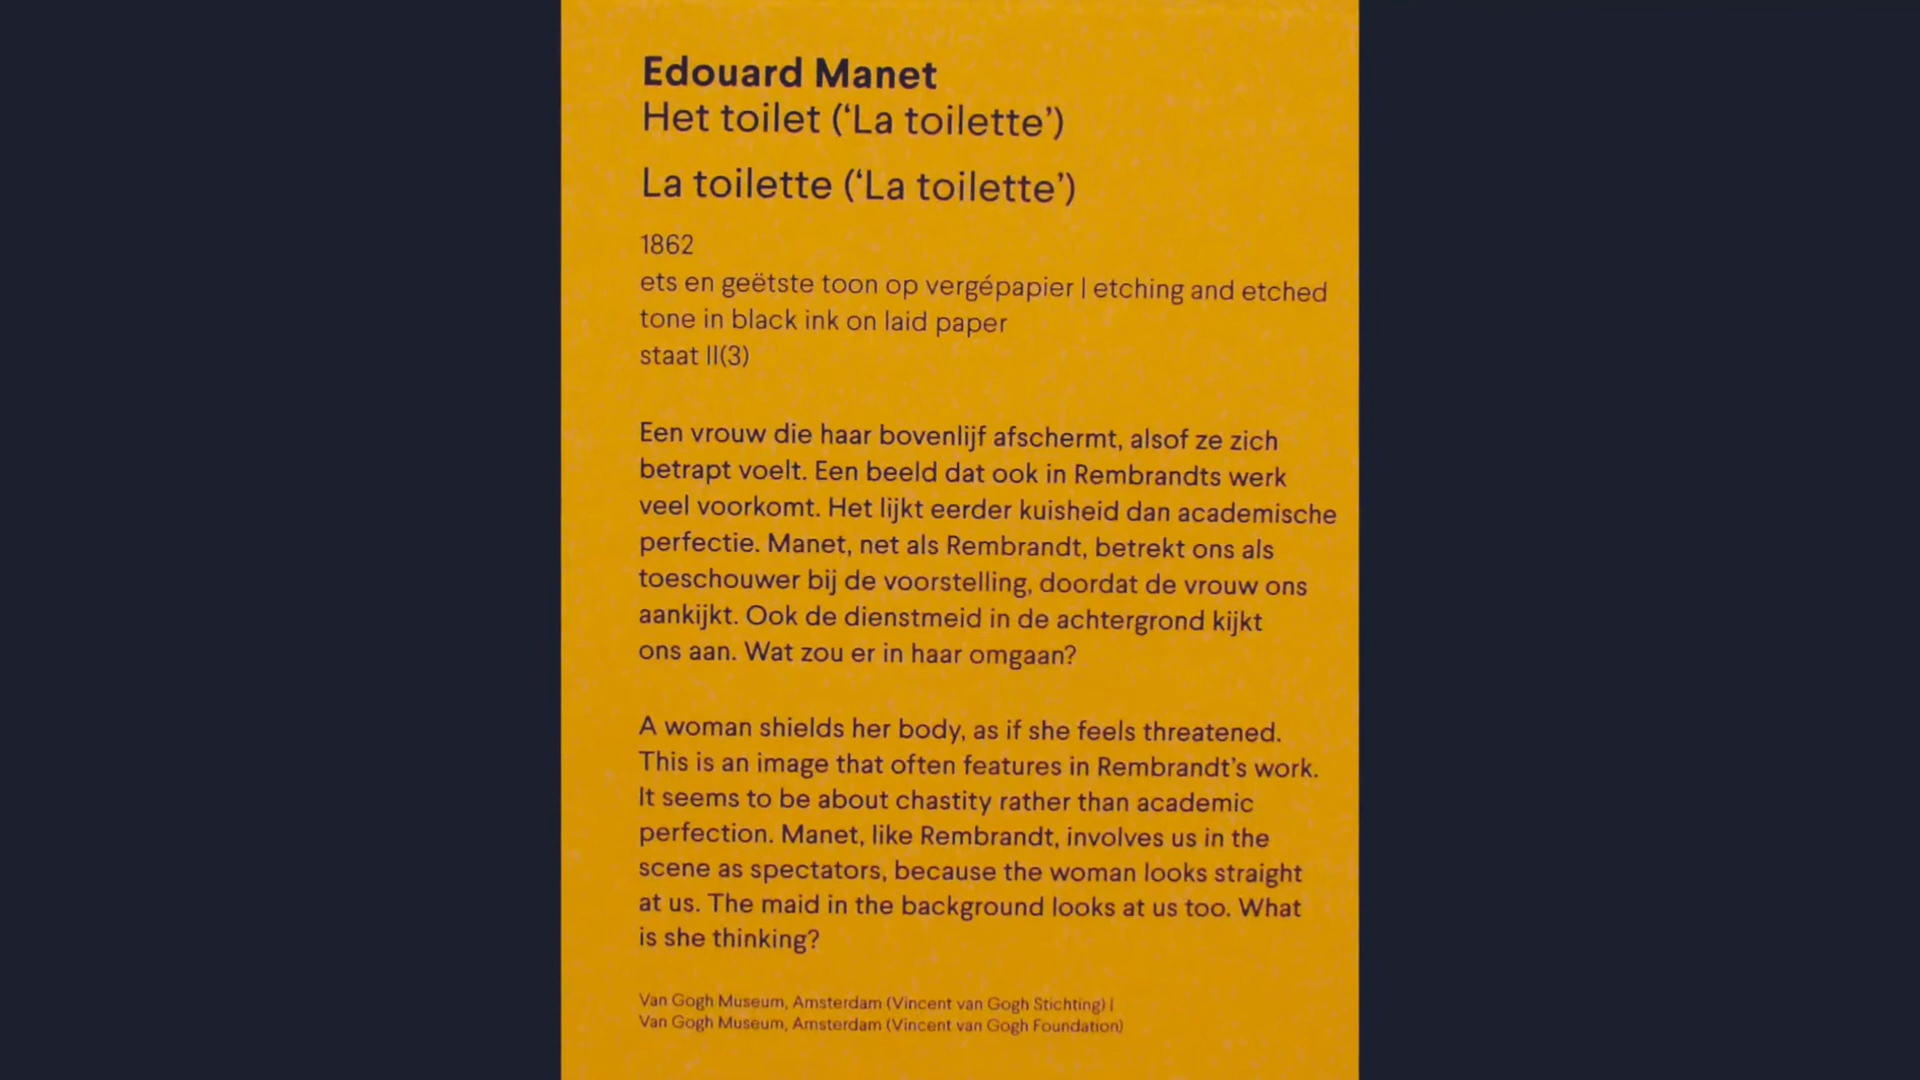 Edouard Manet
Het toilet (‘La toilette’)
La toilette (‘La toilette’)
1862
ets en geëtste toon op vergépapier | etching and etched
tone in black ink on laid paper
staat II(3)
Een vrouw die haar bovenlijf afschermt, alsof ze zich
betrapt voelt. Een beeld dat ook in Rembrandts werk
veel voorkomt. Het lijkt eerder kuisheid dan academische
perfectie. Manet, net als Rembrandt, betrekt ons als
toeschouwer bij de voorstelling, doordat de vrouw ons
aankijkt. Ook de dienstmeid in de achtergrond kijkt
ons aan. Wat zou er in haar omgaan?
A woman shields her body, as if she feels threatened.
This is an image that often features in Rembrandt’s work.
It seems to be about chastity rather than academic
perfection. Manet, like Rembrandt, involves us in the
scene as spectators, because the woman looks straight
at us. The maid in the background looks at us too. What
is she thinking?
Van Gogh Museum, Amsterdam (Vincent van Gogh Stichting) |
Van Gogh Museum, Amsterdam (Vincent van Gogh Foundation)